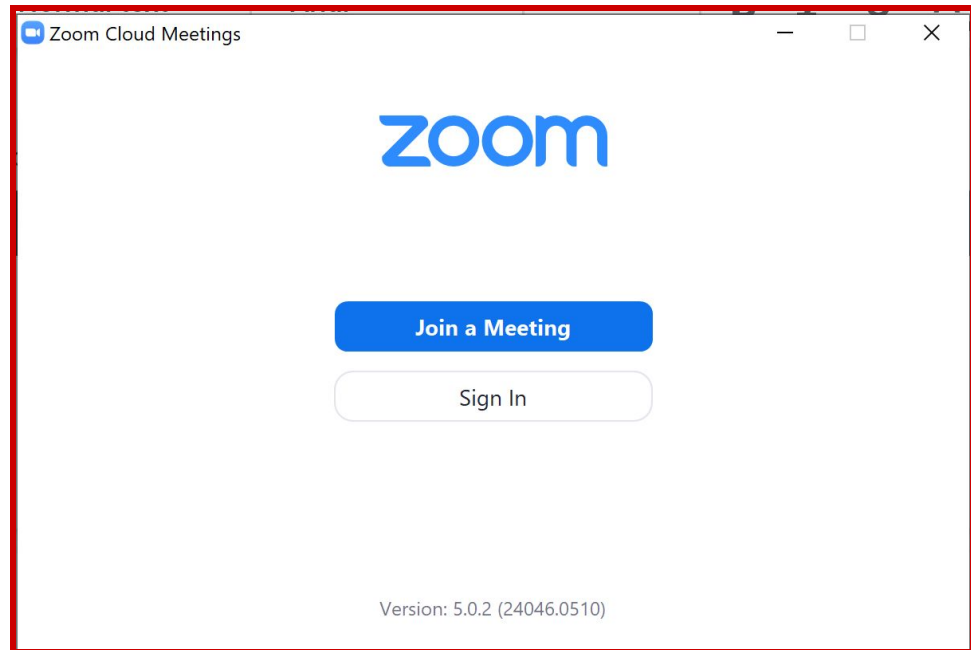 Zoom Cloud Meetings
zoom
Join a Meeting
Sign In
Version: 5.0.2 (24046.0510)